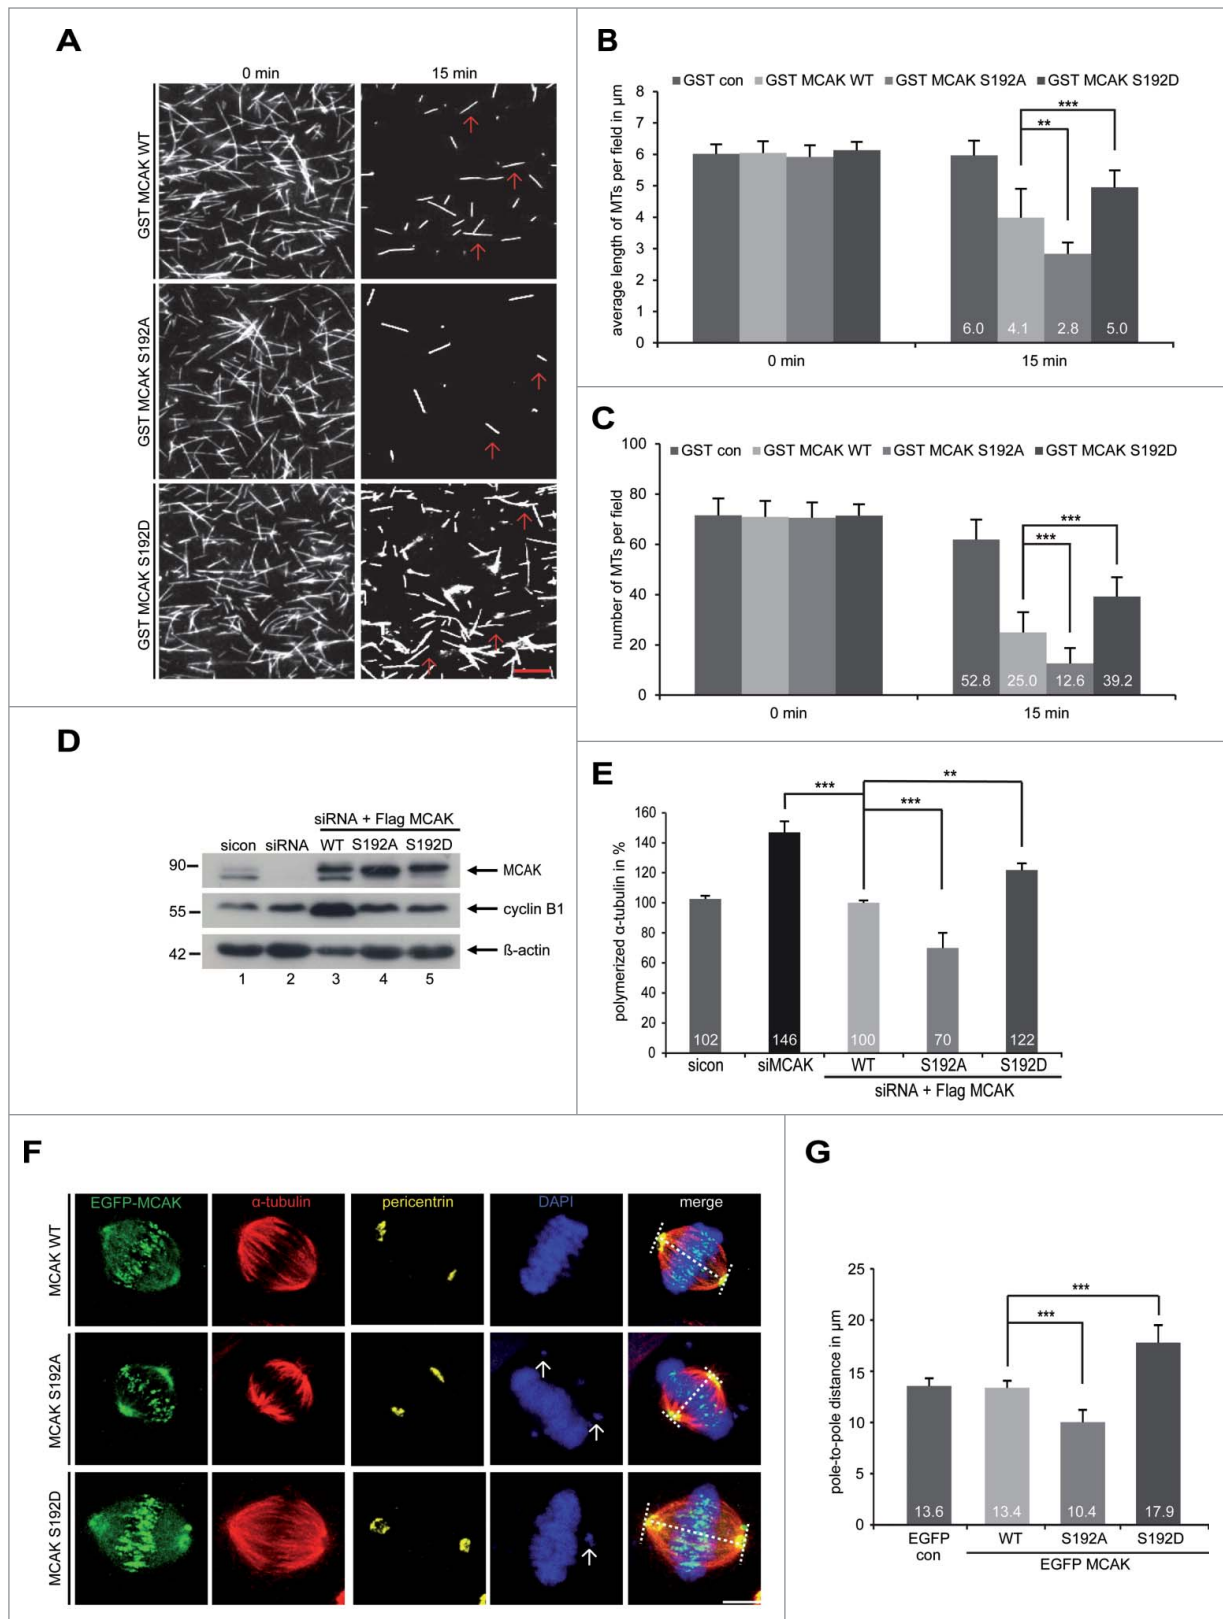 A
0 min 15 min
GST MCAK WT
GST MCAK S192A
GST MCAK S192D
B
GST con GST MCAK WT GST MCAK S192A GST MCAK S192D
average length of MTs per field in µm
8
7
6
5
4
3
2
1
0
***
**
6.0 4.1 2.8 5.0
0 min 15 min
C
GST con GST MCAK WT GST MCAK S192A GST MCAK S192D
number of MTs per field
100
80
60
40
20
0
***
***
52.8 25.0 12.6 39.2
0 min 15 min
D
siRNA + Flag MCAK
sicon siRNA WT S192A S192D
90 MCAK
55 cyclin B1
42 ß-actin
1 2 3 4 5
E
polymerized α-tubulin in %
160
140
120
100
80
60
40
20
0
*** **
***
102 146 100 70 122
sicon siMCAK WT S192A S192D
siRNA + Flag MCAK
F
EGFP-MCAK α-tubulin pericentrin DAPI merge
MCAK WT
MCAK S192A
MCAK S192D
G
pole-to-pole distance in µm
25
20
15
10
5
0
***
***
13.6 13.4 10.4 17.9
EGFP con WT S192A S192D
EGFP MCAK